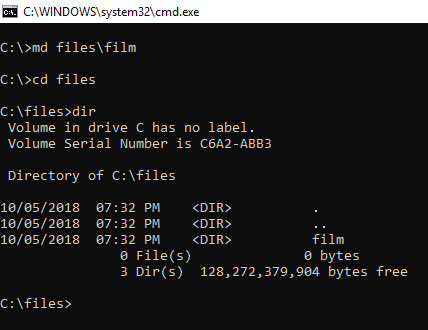 C:\WINDOWS\system32\cmd.exe
C:\>md files\film
C:\>cd files
C:\files>dir
 Volume in drive C has no label.
 Volume Serial Number is C6A2-ABB3
 Directory of C:\files
10/05/2018  07:32 PM    <DIR>          .
10/05/2018  07:32 PM    <DIR>          ..
10/05/2018  07:32 PM    <DIR>          film
               0 File(s)              0 bytes
               3 Dir(s)  128,272,379,904 bytes free
C:\files>